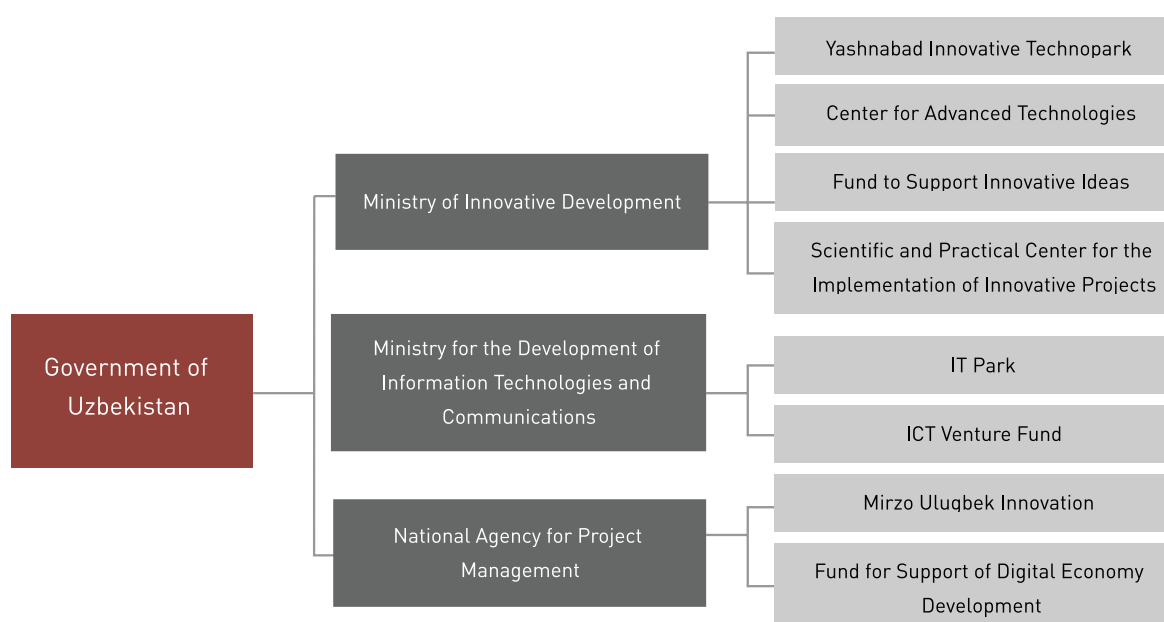 Government of
Uzbekistan
Ministry of Innovative Development
Yashnabad Innovative Technopark
Center for Advanced Technologies
Fund to Support Innovative Ideas
Scientific and Practical Center for the
Implementation of Innovative Projects
Ministry for the Development of
Information Technologies and
Communications
IT Park
ICT Venture Fund
National Agency for Project
Management
Mirzo Ulugbek Innovation
Fund for Support of Digital Economy
Development